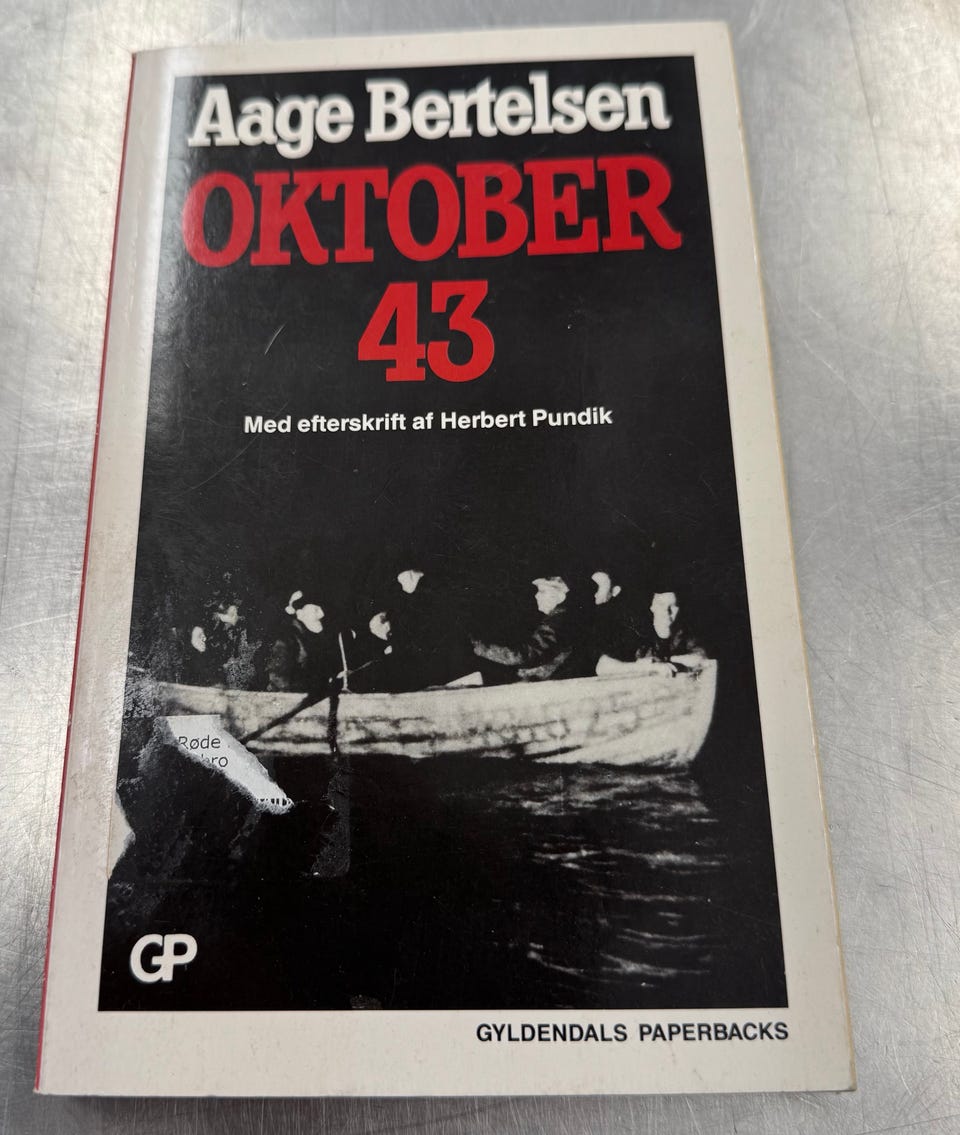 Aage Bertelsen
OKTOBER
43
Med efterskrift af Herbert Pundik
Røde
GP
GYLDENDALS PAPERBACKS